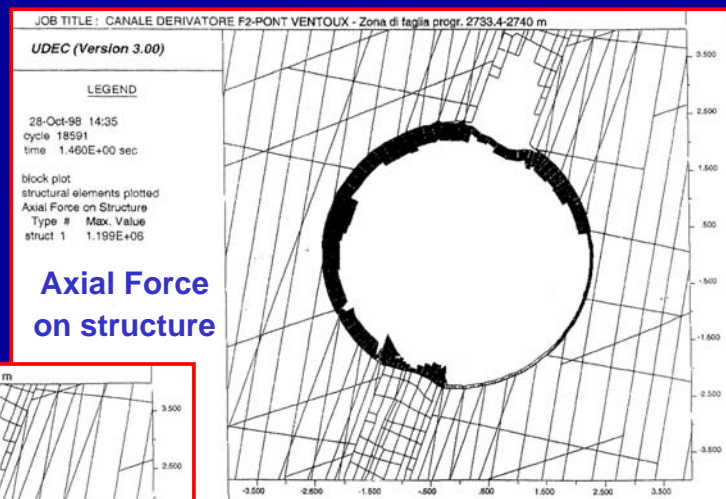 JOB TITLE : CANALE DERIVATORE F2-PONT VENTOUX - Zona di faglia progr. 2733.4-2740 m
UDEC (Version 3.00)
LEGEND
28-Oct-98 14:35
cycle 18591
time 1.460E+00 sec
block plot
structural elements plotted
Axial Force on Structure
Type # Max. Value
struct 1 1.199E+06
Axial Force
on structure
3.500
2.500
1.500
.500
-.500
-1.500
-2.500
-3.500
-3.500 -2.500 -1.500 -.500 .500 1.500 2.500 3.500
m
3.500
2.500